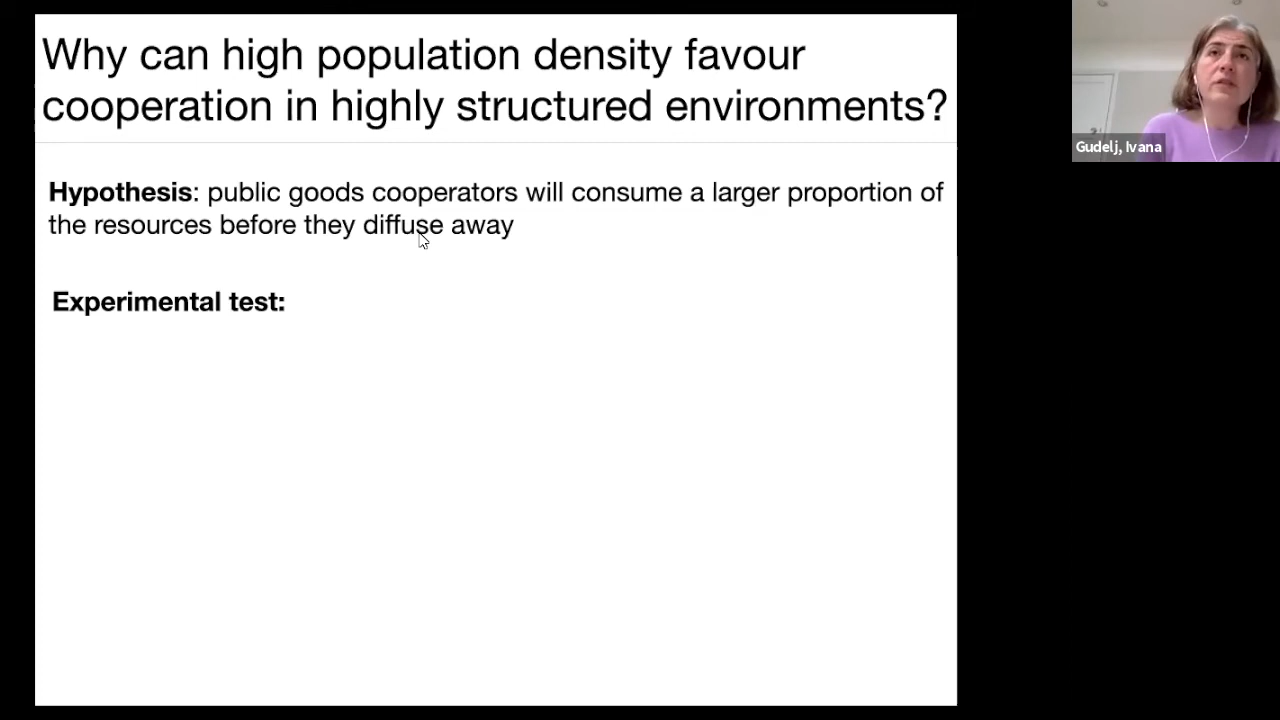 Why can high population density favour
cooperation in highly structured environments?
Hypothesis: public goods cooperators will consume a larger proportion of
the resources before they diffuse away
Experimental test:
Gudelj, Ivana